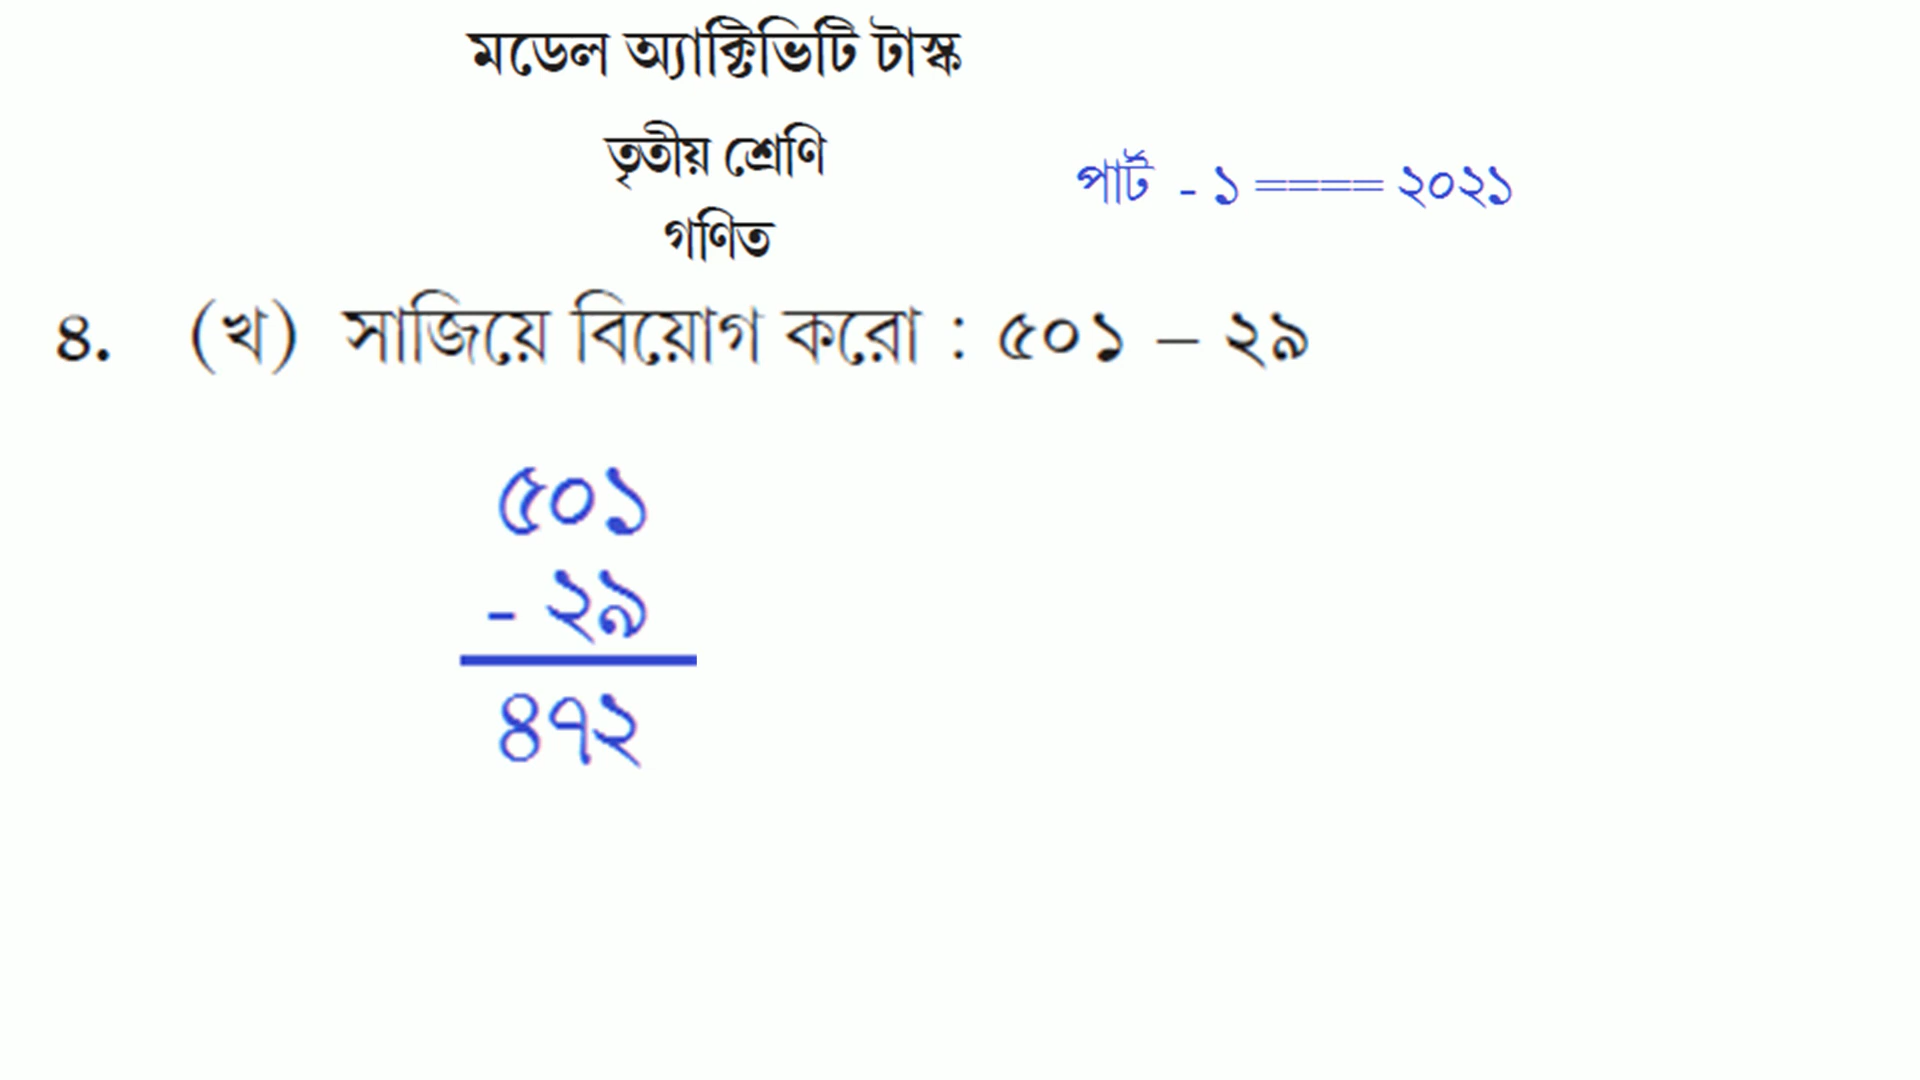 মডেল অ্যাক্টিভিটি টাস্ক
তৃতীয় শ্রেণি
পার্ট - ১ ==== ২০২১
গণিত
৪. (খ) সাজিয়ে বিয়োগ করো : ৫০১ – ২৯
৫০১
- ২৯
৪৭২